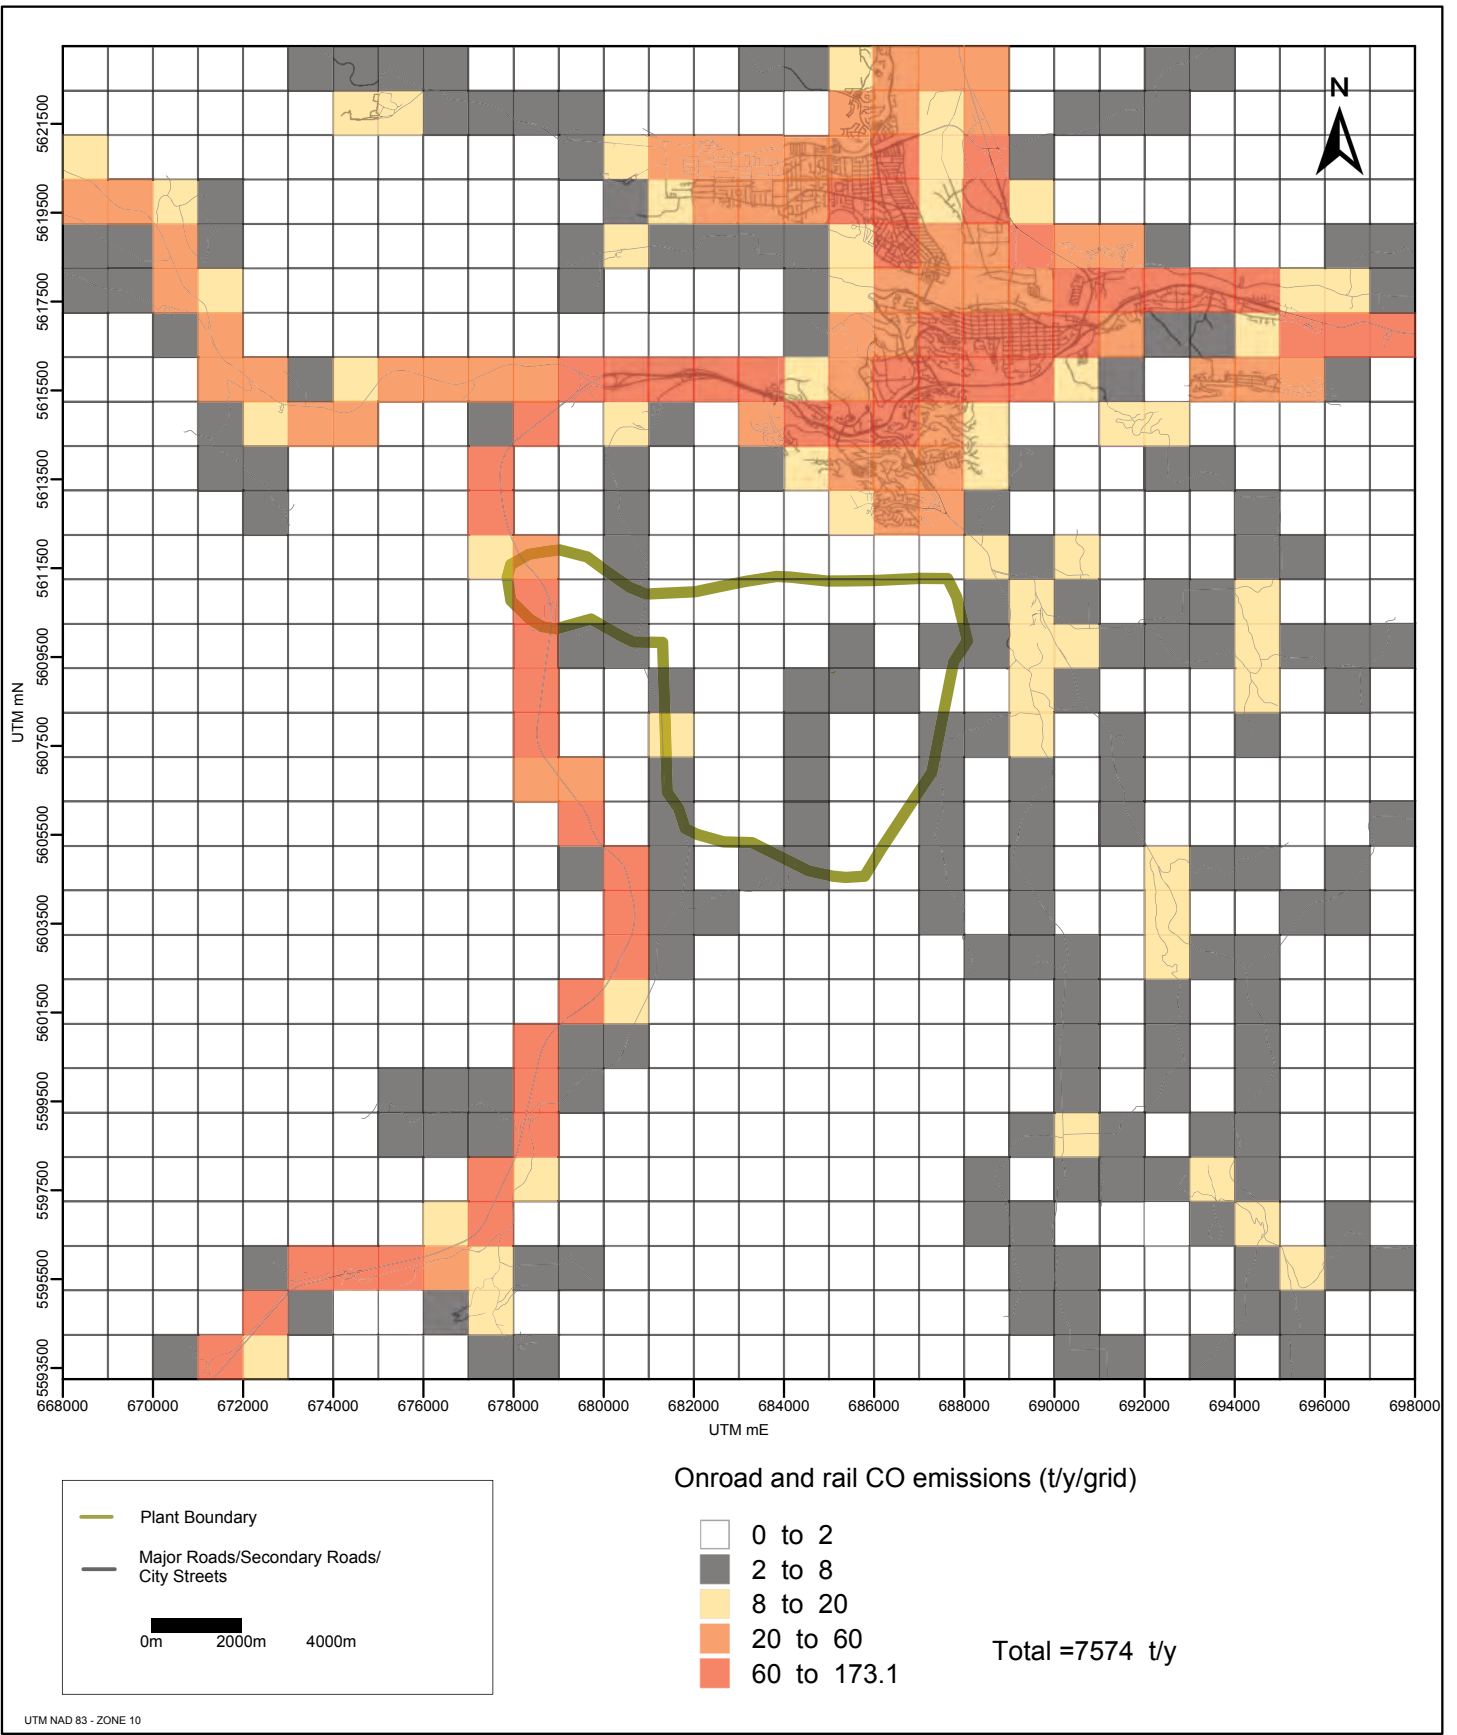 N
5621500
5619500
5617500
5615500
5613500
5611500
5609500
5607500
5605500
5603500
5601500
5599500
5597500
5595500
5593500
UTM mN
668000 670000 672000 674000 676000 678000 680000 682000 684000 686000 688000 690000 692000 694000 696000 698000
UTM mE
Plant Boundary
Major Roads/Secondary Roads/
City Streets
0m 2000m 4000m
Onroad and rail CO emissions (t/y/grid)
0 to 2
2 to 8
8 to 20
20 to 60
60 to 173.1
Total =7574 t/y
UTM NAD 83 - ZONE 10